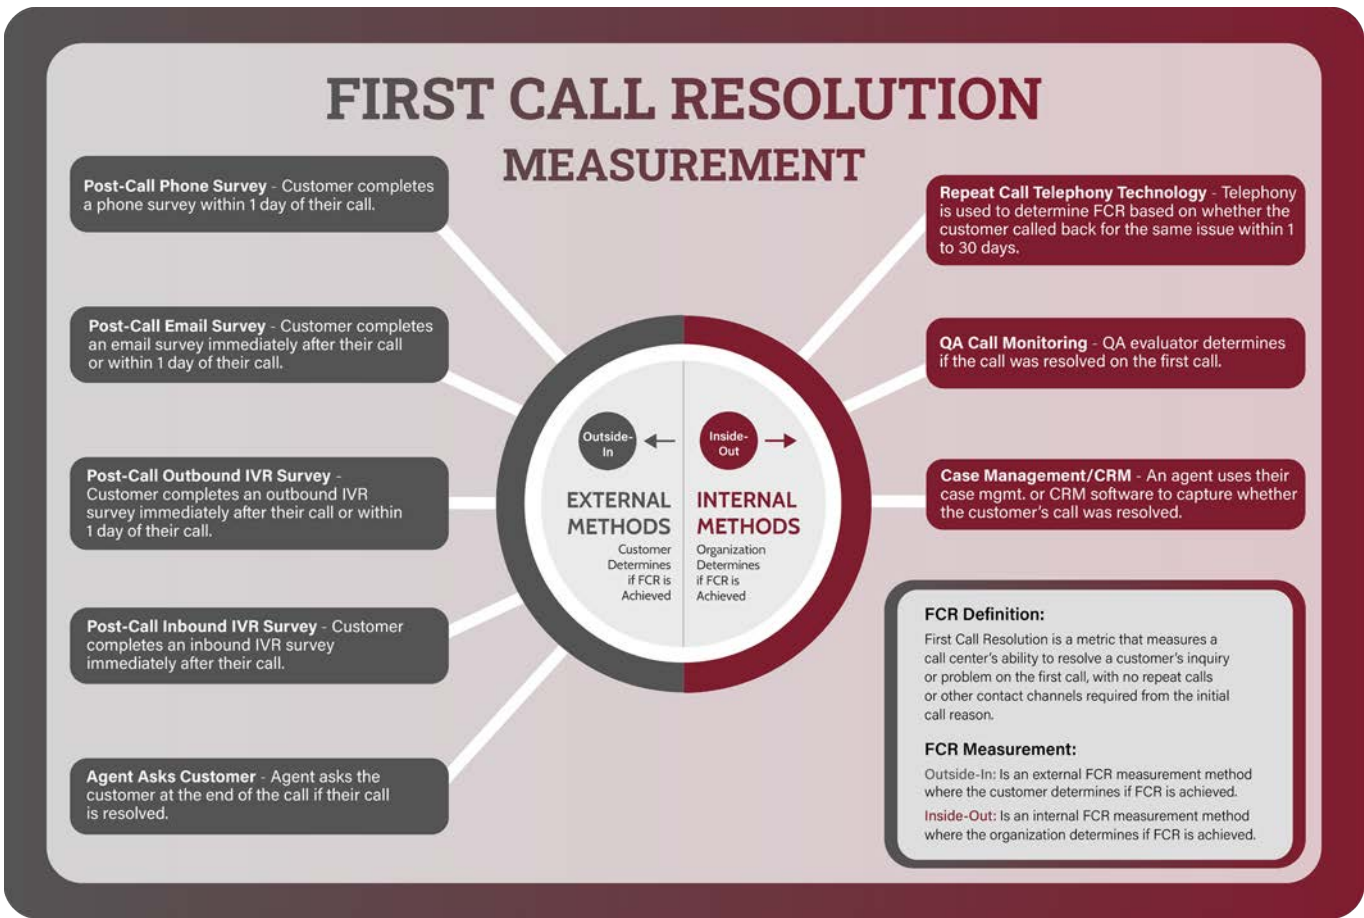 FIRST CALL RESOLUTION
MEASUREMENT
Post-Call Phone Survey - Customer completes
a phone survey within 1 day of their call.
Post-Call Email Survey - Customer completes
an email survey immediately after their call
or within 1 day of their call.
Post-Call Outbound IVR Survey -
Customer completes an outbound IVR
survey immediately after their call or within
1 day of their call.
Post-Call Inbound IVR Survey - Customer
completes an inbound IVR survey
immediately after their call.
Agent Asks Customer - Agent asks the
customer at the end of the call if their call
is resolved.
Outside-
In
EXTERNAL
METHODS
Customer
Determines
if FCR is
Achieved
Inside-
Out
INTERNAL
METHODS
Organization
Determines
if FCR is
Achieved
Repeat Call Telephony Technology - Telephony
is used to determine FCR based on whether the
customer called back for the same issue within 1
to 30 days.
QA Call Monitoring - QA evaluator determines
if the call was resolved on the first call.
Case Management/CRM - An agent uses their
case mgmt. or CRM software to capture whether
the customer's call was resolved.
FCR Definition:
First Call Resolution is a metric that measures a
call center's ability to resolve a customer's inquiry
or problem on the first call, with no repeat calls
or other contact channels required from the initial
call reason.
FCR Measurement:
Outside-In: Is an external FCR measurement method
where the customer determines if FCR is achieved.
Inside-Out: Is an internal FCR measurement method
where the organization determines if FCR is achieved.